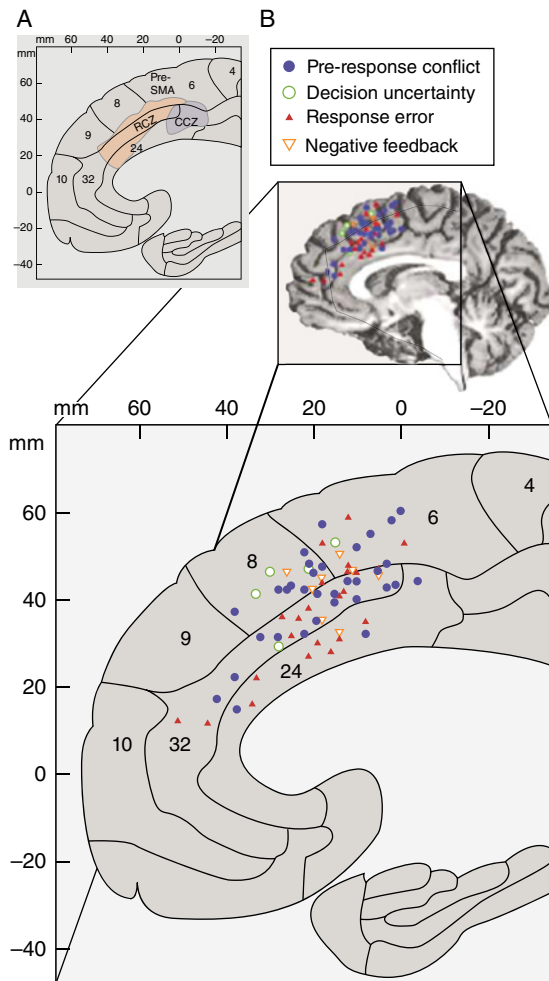 A
mm 60 40 20 0 −20
mm
60
40
20
0
−20
−40
Pre-
SMA
6
4
8
9
RCZ
CCZ
24
10
32
B
Pre-response conflict
Decision uncertainty
Response error
Negative feedback
mm 60 40 20 0 −20
mm
60
40
20
0
−20
−40
4
6
8
9
24
10
32